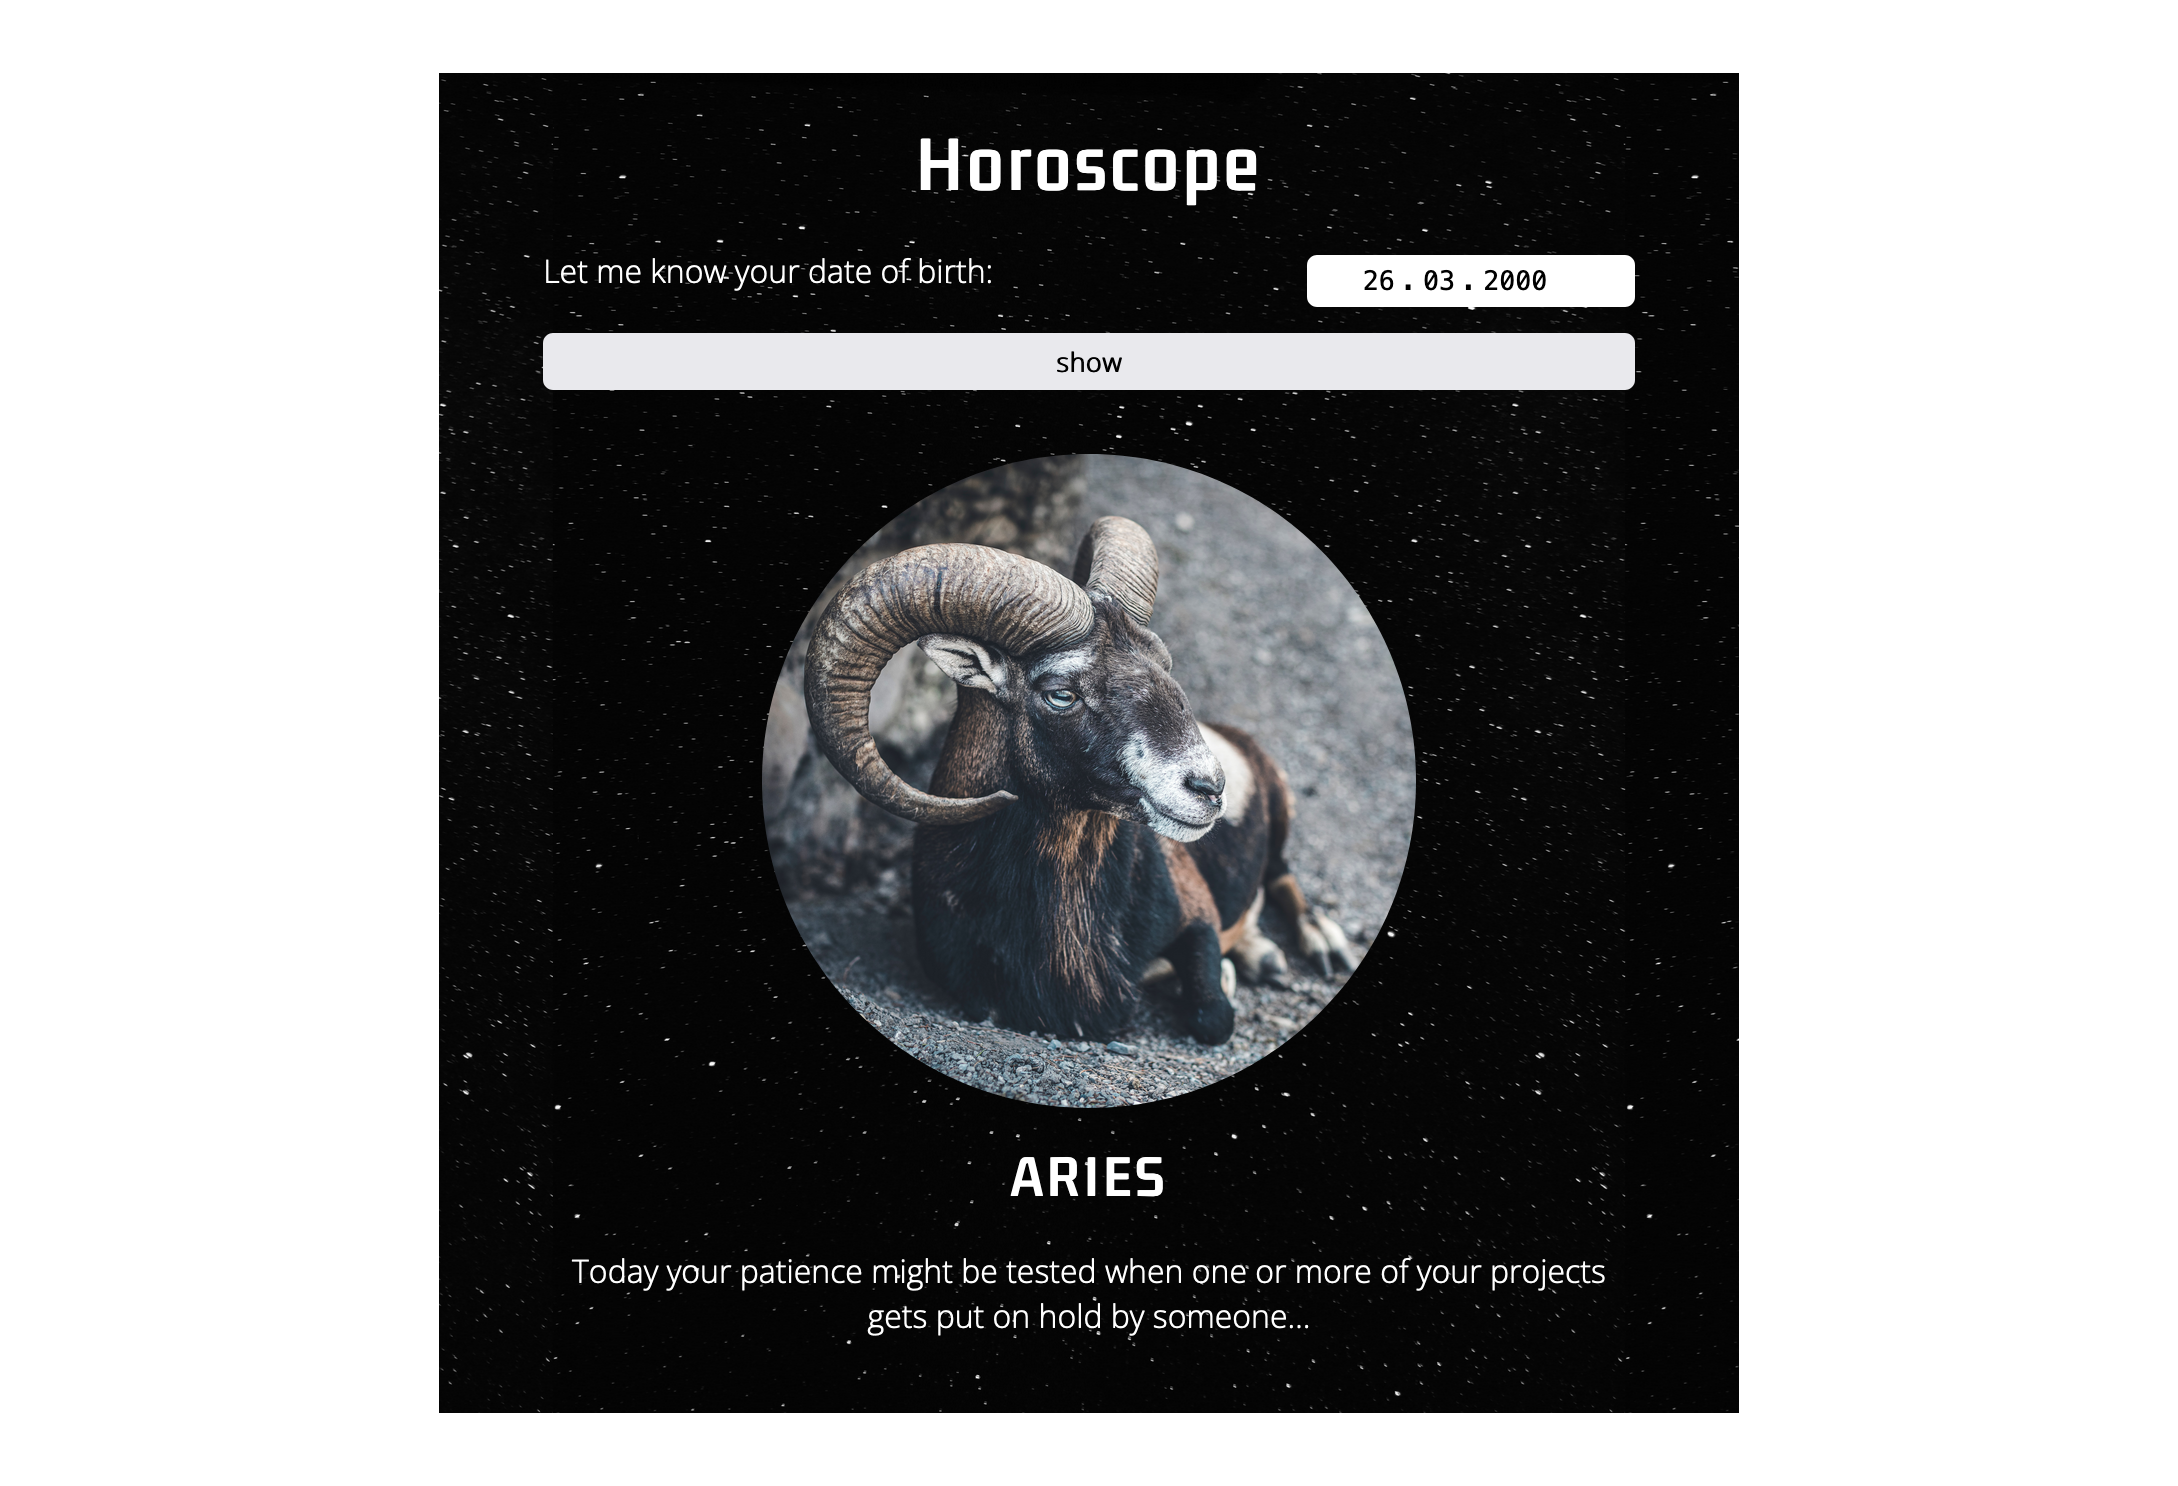 Horoscope
Let me know your date of birth:
26.03.2000
show
ARIES
Today your patience might be tested when one or more of your projects
gets put on hold by someone...